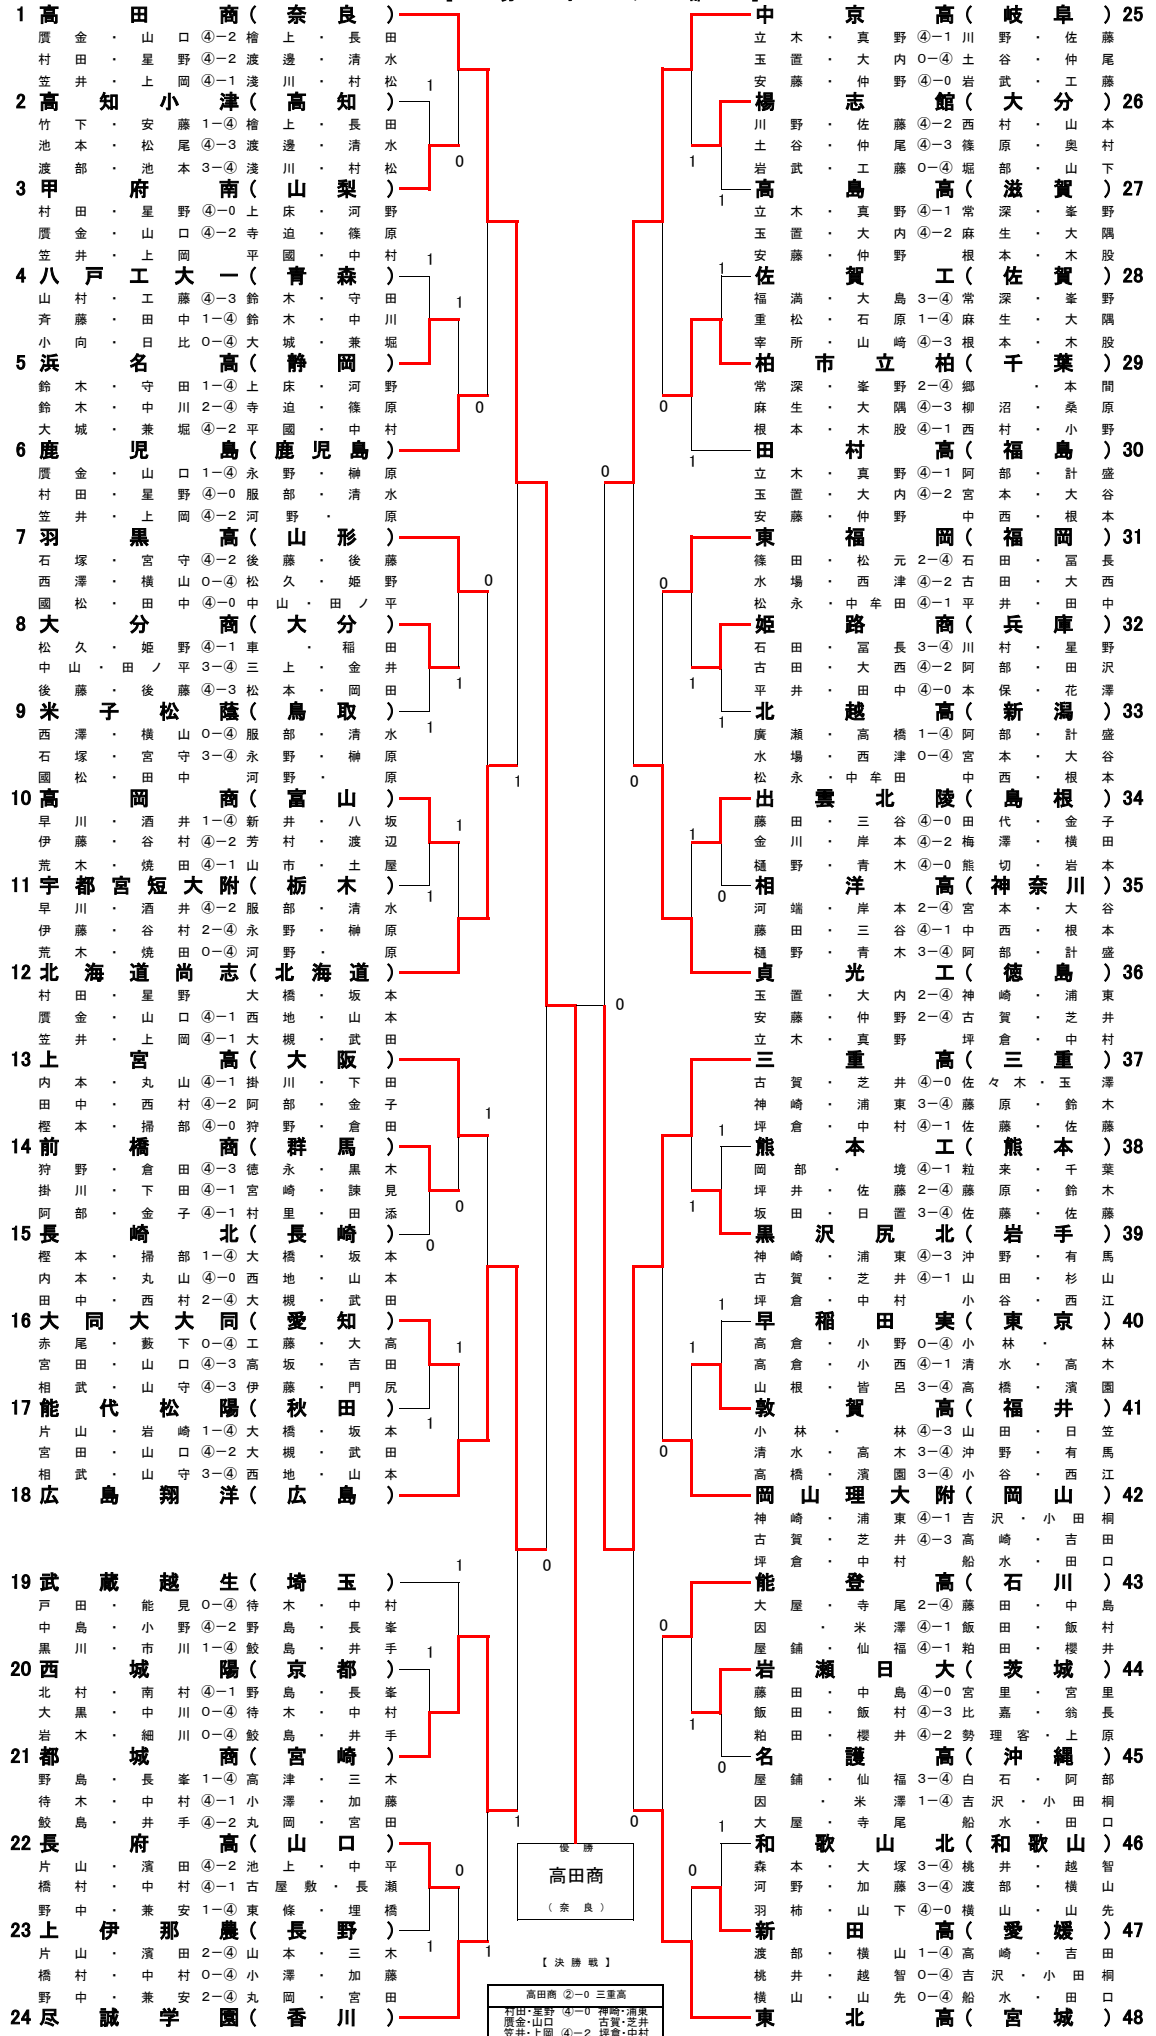 1 高田商(奈良)
贋金・山口 ④-2 檜上・長田
村田・星野 ④-2 渡邊・清水
笠井・上岡 ④-1 淺川・村松
1
2 高知小津(高知)
竹下・安藤 1-④ 檜上・長田
池本・松尾 ④-3 渡邊・清水
0
渡部・池本 3-④ 淺川・村松
3 甲府南(山梨)
村田・星野 ④-0 上床・河野
贋金・山口 ④-2 寺迫・篠原
笠井・上岡 平國・中村
1
4 八戸工大一(青森)
山村・工藤 ④-3 鈴木・守田
1
斉藤・田中 1-④ 鈴木・中川
小向・日比 0-④ 大城・兼堀
5 浜名高(静岡)
鈴木・守田 1-④ 上床・河野
鈴木・中川 2-④ 寺迫・篠原
0
大城・兼堀 ④-2 平國・中村
6 鹿児島(鹿児島)
贋金・山口 1-④ 永野・榊原
村田・星野 ④-0 服部・清水
笠井・上岡 ④-2 河野・原
7 羽黒高(山形)
石塚・宮守 ④-2 後藤・後藤
西澤・横山 0-④ 松久・姫野
0
國松・田中 ④-0 中山・田ノ平
8 大分商(大分)
松久・姫野 ④-1 車・稲田
中山・田ノ平 3-④ 三上・金井
1
後藤・後藤 ④-3 松本・岡田
9 米子松蔭(鳥取)
1
西澤・横山 0-④ 服部・清水
石塚・宮守 3-④ 永野・榊原
國松・田中 河野・原
1
10 高岡商(富山)
早川・酒井 1-④ 新井・八坂
1
伊藤・谷村 ④-2 芳村・渡辺
荒木・焼田 ④-1 山市・土屋
11 宇都宮短大附(栃木)
1
早川・酒井 ④-2 服部・清水
伊藤・谷村 2-④ 永野・榊原
荒木・焼田 0-④ 河野・原
12 北海道尚志(北海道)
村田・星野 大橋・坂本
贋金・山口 ④-1 西地・山本
笠井・上岡 ④-1 大槻・武田
13 上宮高(大阪)
内本・丸山 ④-1 掛川・下田
田中・西村 ④-2 阿部・金子
1
樫本・掃部 ④-0 狩野・倉田
14 前橋商(群馬)
狩野・倉田 ④-3 徳永・黒木
掛川・下田 ④-1 宮崎・諫見
0
阿部・金子 ④-1 村里・田添
15 長崎北(長崎)
0
樫本・掃部 1-④ 大橋・坂本
内本・丸山 ④-0 西地・山本
田中・西村 2-④ 大槻・武田
16 大同大大同(愛知)
赤尾・藪下 0-④ 工藤・大高
1
宮田・山口 ④-3 高坂・吉田
相武・山守 ④-3 伊藤・門尻
17 能代松陽(秋田)
1
片山・岩崎 1-④ 大橋・坂本
宮田・山口 ④-2 大槻・武田
相武・山守 3-④ 西地・山本
18 広島翔洋(広島)
1
0
19 武蔵越生(埼玉)
戸田・能見 0-④ 待木・中村
中島・小野 ④-2 野島・長峯
黒川・市川 1-④ 鮫島・井手
1
20 西城陽(京都)
北村・南村 ④-1 野島・長峯
大黒・中川 0-④ 待木・中村
岩木・細川 0-④ 鮫島・井手
21 都城商(宮崎)
野島・長峯 1-④ 高津・三木
待木・中村 ④-1 小澤・加藤
鮫島・井手 ④-2 丸岡・宮田
1
22 長府高(山口)
片山・濱田 ④-2 池上・中平
0
橋村・中村 ④-1 古屋敷・長瀬
野中・兼安 1-④ 東條・埋橋
23 上伊那農(長野)
1
1
片山・濱田 2-④ 山本・三木
橋村・中村 0-④ 小澤・加藤
野中・兼安 2-④ 丸岡・宮田
24 尽誠学園(香川)
中京高(岐阜) 25
立木・真野 ④-1 川野・佐藤
玉置・大内 0-④ 土谷・仲尾
安藤・仲野 ④-0 岩武・工藤
楊志館(大分) 26
川野・佐藤 ④-2 西村・山本
土谷・仲尾 ④-3 篠原・奥村
1
岩武・工藤 0-④ 堀部・山下
高島高(滋賀) 27
1
立木・真野 ④-1 常深・峯野
玉置・大内 ④-2 麻生・大隅
安藤・仲野 根本・木股
1
佐賀工(佐賀) 28
福満・大島 3-④ 常深・峯野
重松・石原 1-④ 麻生・大隅
宰所・山﨑 ④-3 根本・木股
柏市立柏(千葉) 29
常深・峯野 2-④ 郷・本間
麻生・大隅 ④-3 柳沼・桑原
0
根本・木股 ④-1 西村・小野
田村高(福島) 30
1
0
立木・真野 ④-1 阿部・計盛
玉置・大内 ④-2 宮本・大谷
安藤・仲野 中西・根本
東福岡(福岡) 31
篠田・松元 2-④ 石田・冨長
水場・西津 ④-2 古田・大西
0
松永・中牟田 ④-1 平井・田中
姫路商(兵庫) 32
石田・冨長 3-④ 川村・星野
古田・大西 ④-2 阿部・田沢
1
平井・田中 ④-0 本保・花澤
北越高(新潟) 33
1
廣瀬・高橋 1-④ 阿部・計盛
水場・西津 0-④ 宮本・大谷
松永・中牟田 中西・根本
0
出雲北陵(島根) 34
藤田・三谷 ④-0 田代・金子
1
金川・岸本 ④-2 梅澤・横田
樋野・青木 ④-0 熊切・岩本
相洋高(神奈川) 35
0
河端・岸本 2-④ 宮本・大谷
藤田・三谷 ④-1 中西・根本
樋野・青木 3-④ 阿部・計盛
貞光工(徳島) 36
0
玉置・大内 2-④ 神崎・浦東
安藤・仲野 2-④ 古賀・芝井
立木・真野 坪倉・中村
三重高(三重) 37
古賀・芝井 ④-0 佐々木・玉澤
神崎・浦東 3-④ 藤原・鈴木
坪倉・中村 ④-1 佐藤・佐藤
1
熊本工(熊本) 38
岡部・境 ④-1 粒来・千葉
坪井・佐藤 2-④ 藤原・鈴木
1
坂田・日置 3-④ 佐藤・佐藤
黒沢尻北(岩手) 39
神崎・浦東 ④-3 沖野・有馬
古賀・芝井 ④-1 山田・杉山
坪倉・中村 小谷・西江
1
早稲田実(東京) 40
高倉・小野 0-④ 小林・林
1
高倉・小西 ④-1 清水・高木
山根・皆呂 3-④ 高橋・濱園
敦賀高(福井) 41
小林・林 ④-3 山田・日笠
清水・高木 3-④ 沖野・有馬
0
高橋・濱園 3-④ 小谷・西江
岡山理大附(岡山) 42
神崎・浦東 ④-1 吉沢・小田桐
古賀・芝井 ④-3 高崎・吉田
坪倉・中村 船水・田口
能登高(石川) 43
大屋・寺尾 2-④ 藤田・中島
0
因・米澤 ④-1 飯田・飯村
屋鋪・仙福 ④-1 粕田・櫻井
岩瀬日大(茨城) 44
藤田・中島 ④-0 宮里・宮里
飯田・飯村 ④-3 比嘉・翁長
1
粕田・櫻井 ④-2 勢理客・上原
名護高(沖縄) 45
0
屋鋪・仙福 3-④ 白石・阿部
因・米澤 1-④ 吉沢・小田桐
大屋・寺尾 船水・田口
0
1
和歌山北(和歌山) 46
森本・大塚 3-④ 桃井・越智
0
河野・加藤 3-④ 渡部・横山
羽柿・山下 ④-0 横山・山先
新田高(愛媛) 47
渡部・横山 1-④ 高崎・吉田
桃井・越智 0-④ 吉沢・小田桐
横山・山先 0-④ 船水・田口
東北高(宮城) 48
優勝
高田商
(奈良)
【決勝戦】
高田商 ②-0 三重高
村田・星野 ④-0 神崎・浦東
贋金・山口 古賀・芝井
笠井・上岡 ④-2 坪倉・中村